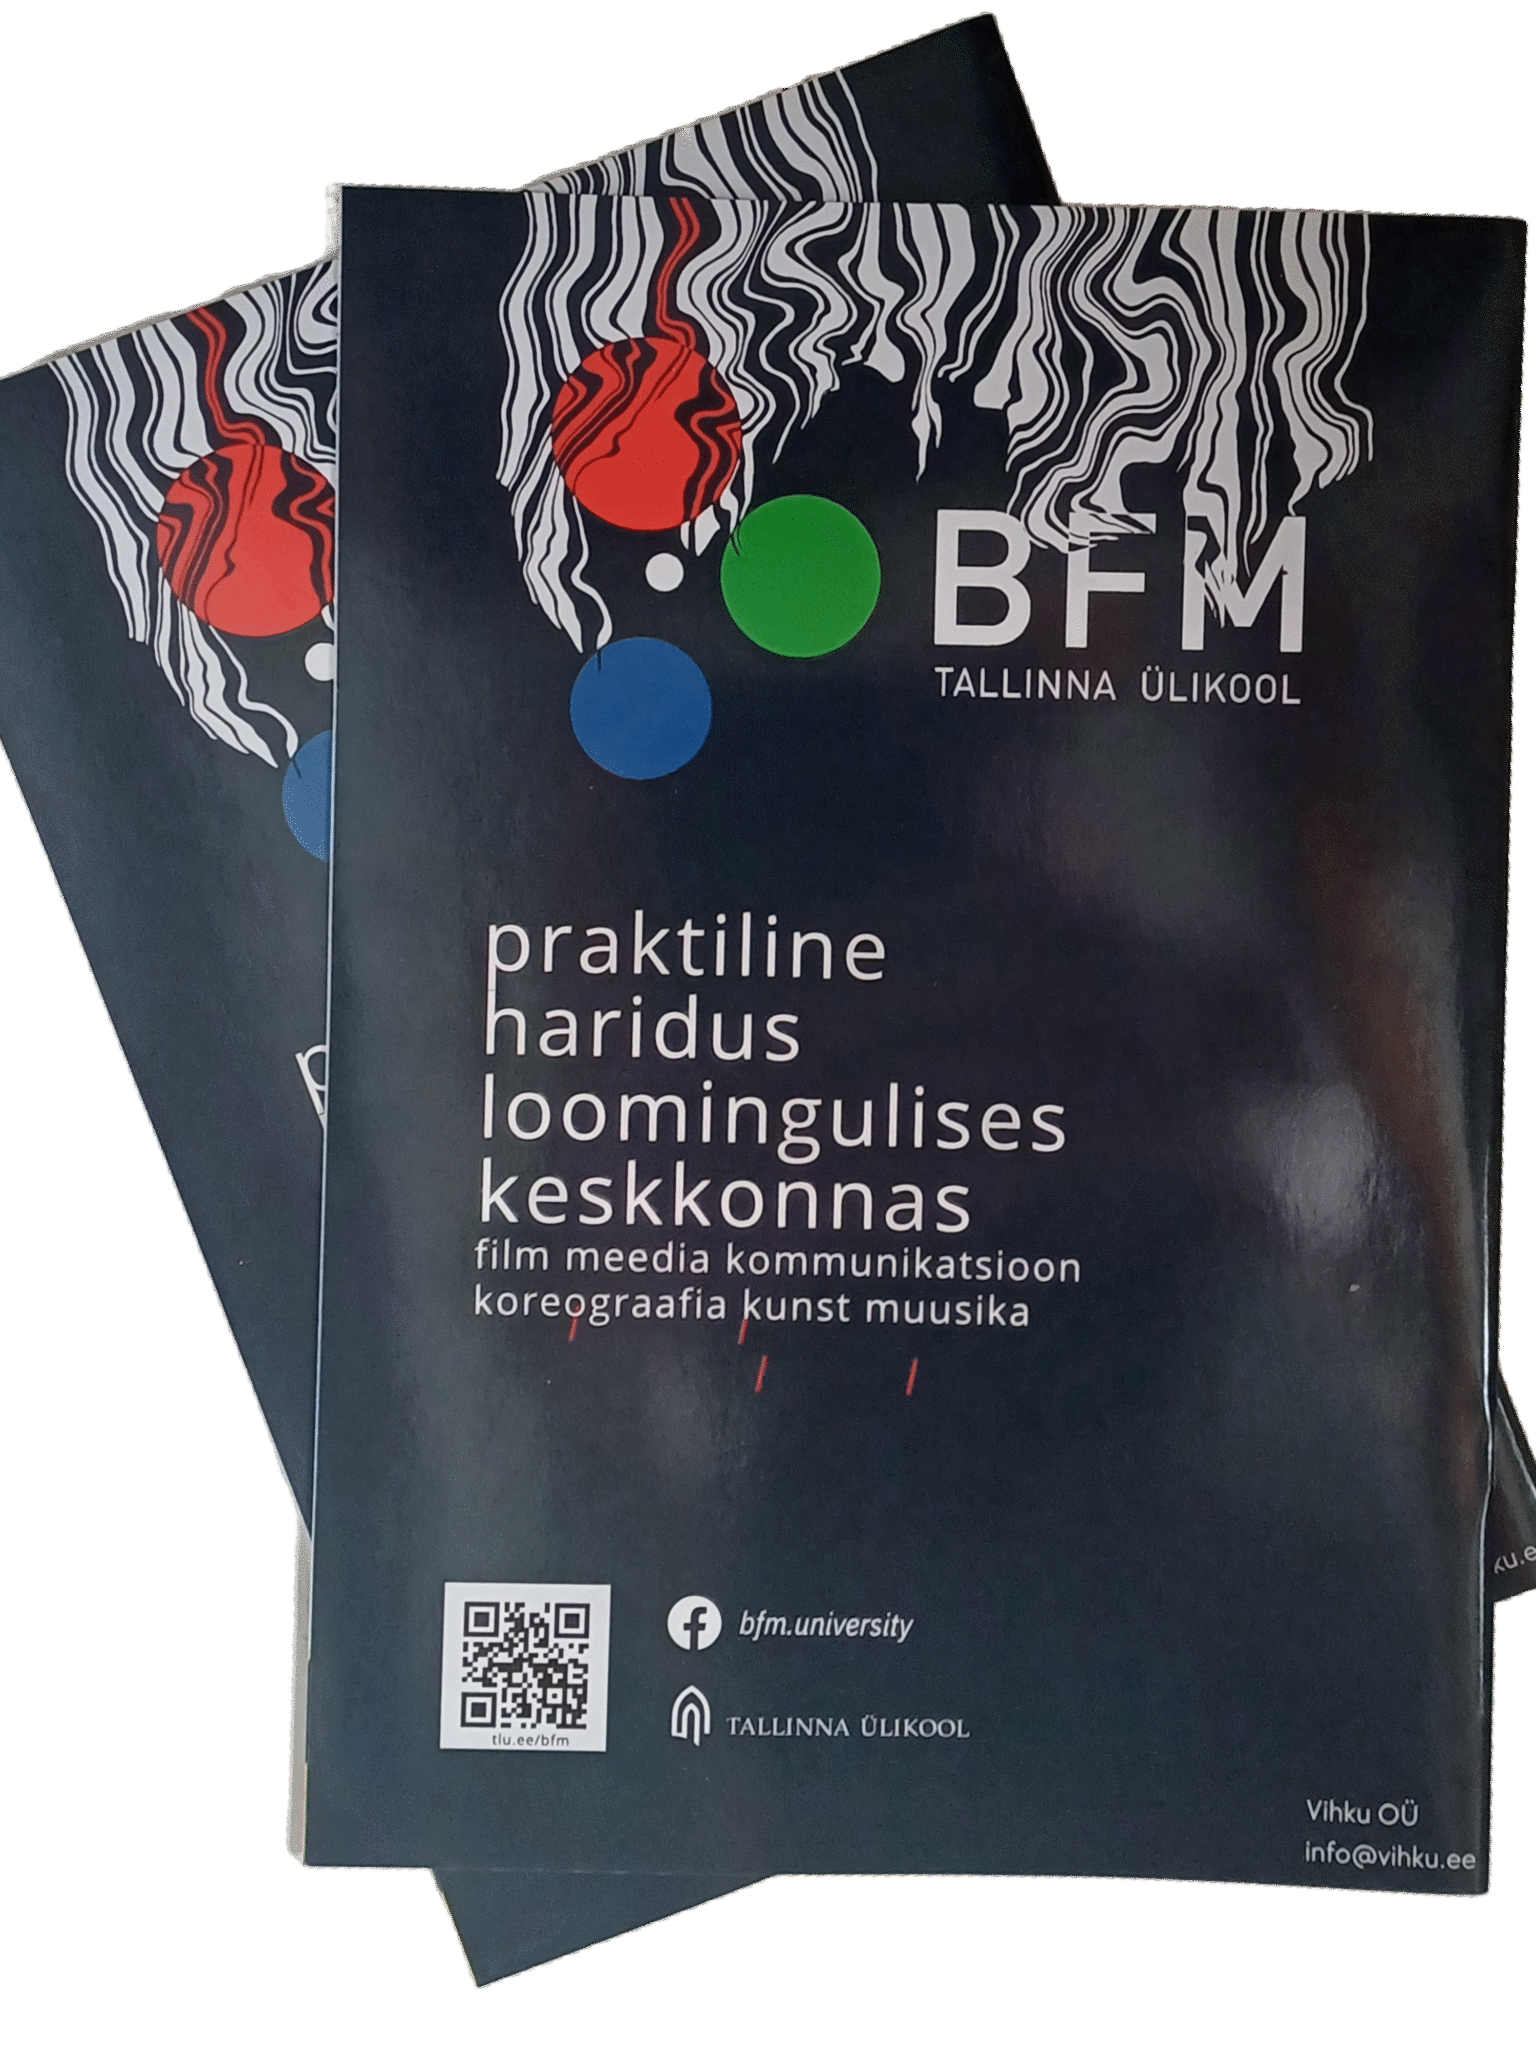 BFM
TALLINNA ÜLIKOOL
praktiline
haridus
loomingulises
keskkonnas
film meedia kommunikatsioon
koreograafia kunst muusika
tlu.ee/bfm
bfm.university
TALLINNA ÜLIKOOL
Vihku OÜ
info@vihku.ee
p
ku.e